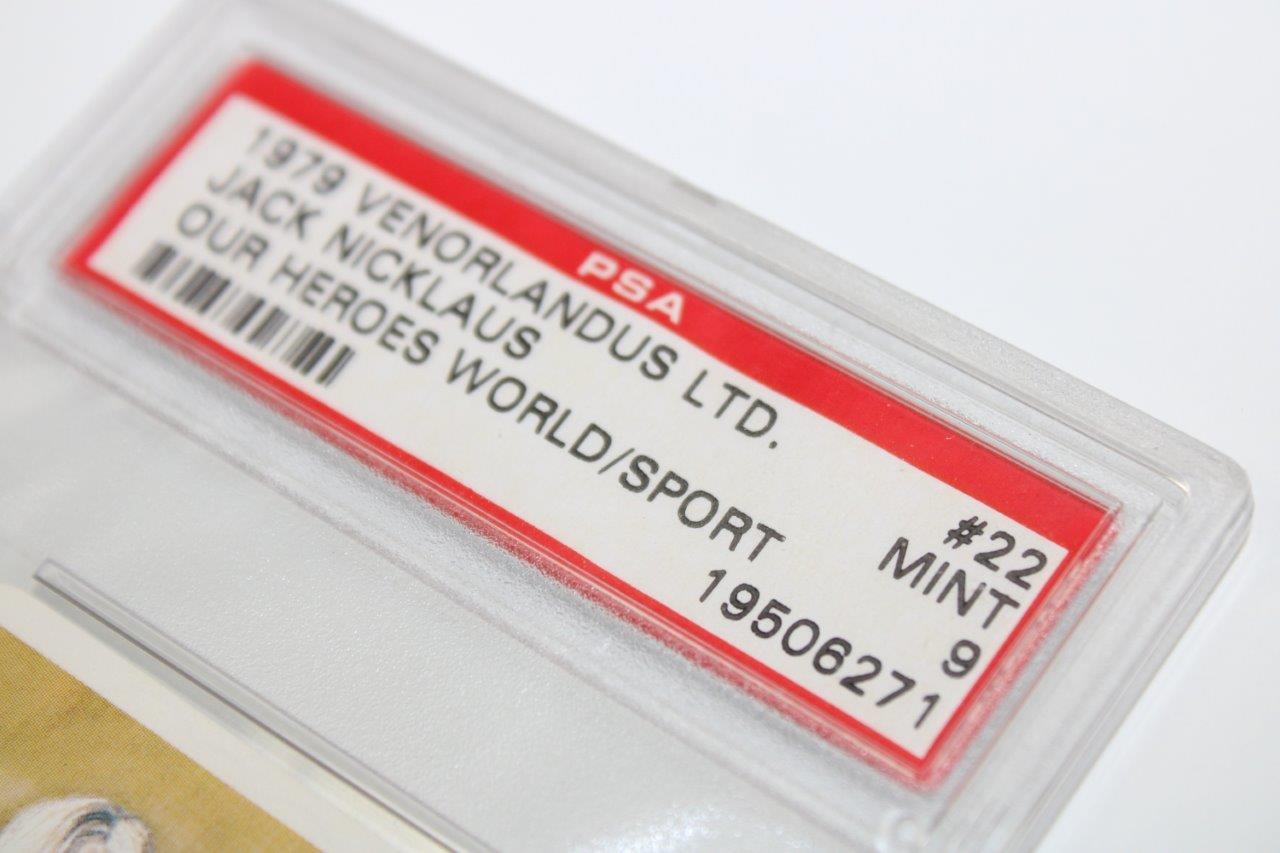 PSA
1979 VENORLANDUS LTD. #22
JACK NICKLAUS MINT
OUR HEROES WORLD/SPORT 9
19506271